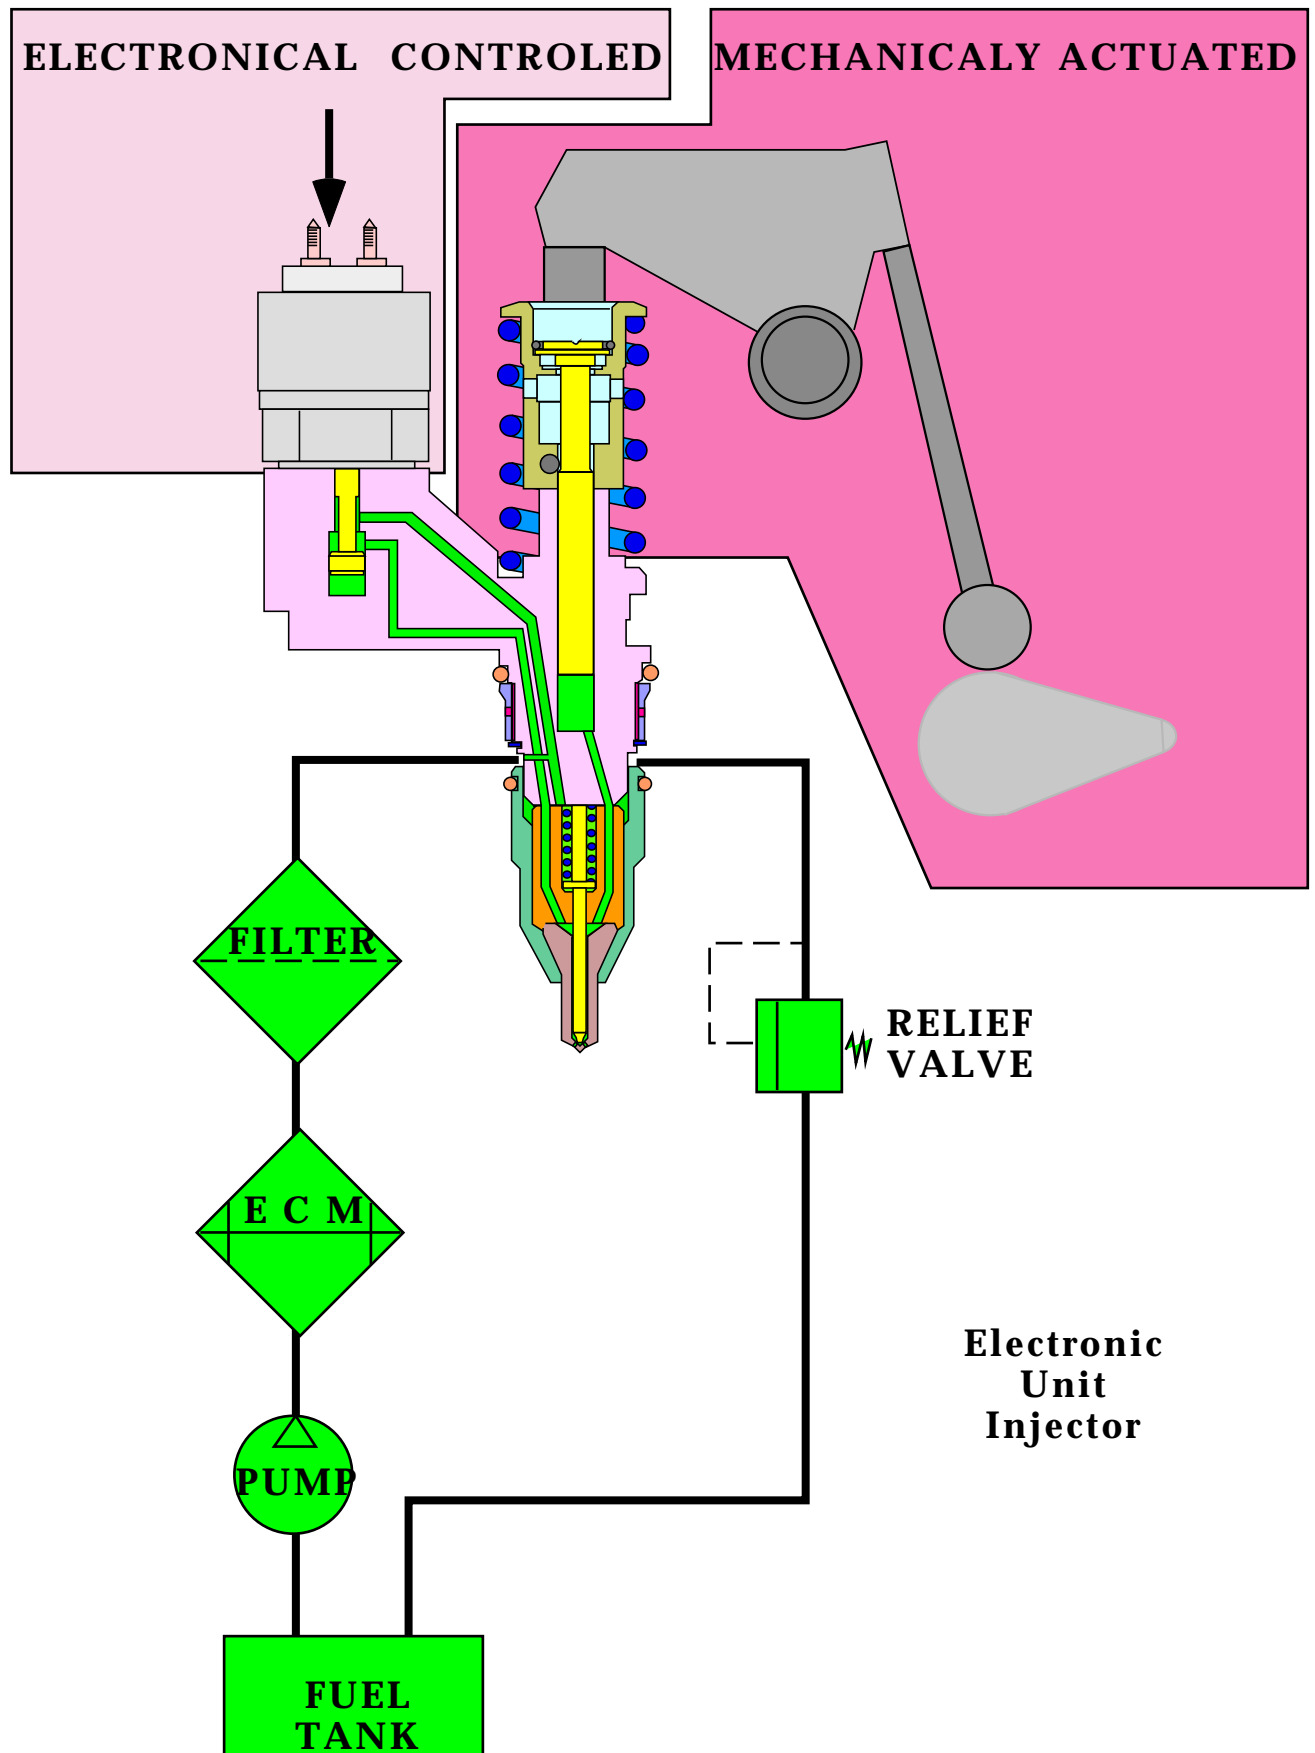 ELECTRONICAL CONTROLED
MECHANICALY ACTUATED
FILTER
RELIEF
VALVE
E C M
Electronic
Unit
Injector
PUMP
FUEL
TANK